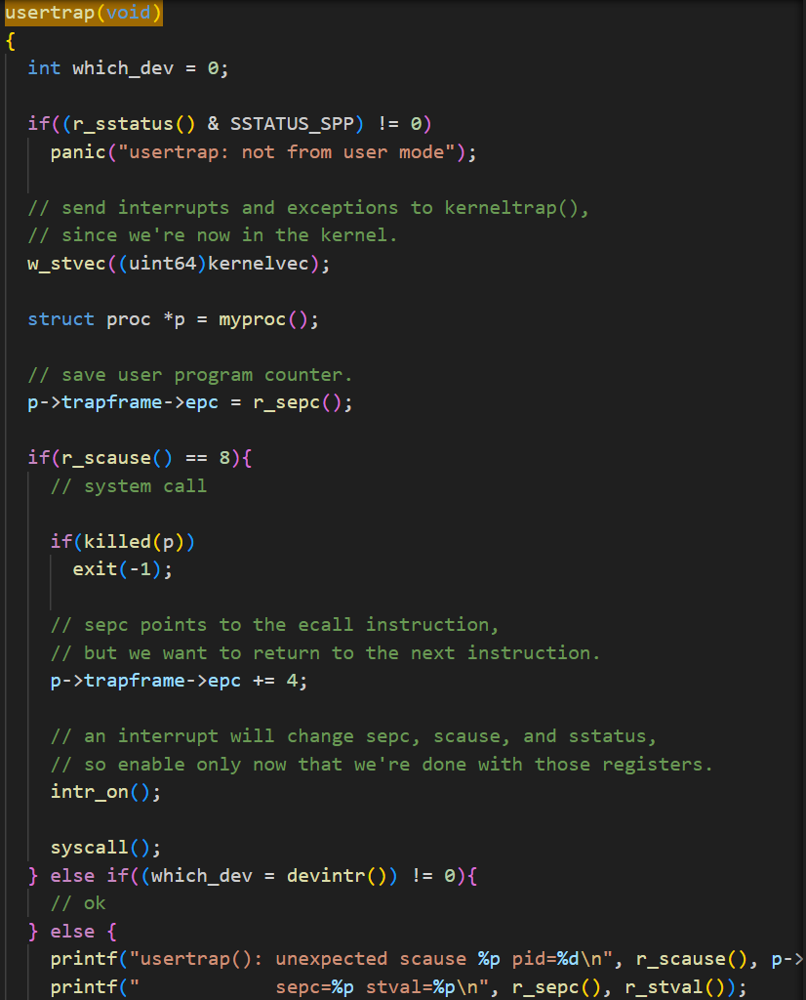 usertrap(void)
{
  int which_dev = 0;

  if((r_sstatus() & SSTATUS_SPP) != 0)
    panic("usertrap: not from user mode");

  // send interrupts and exceptions to kerneltrap(),
  // since we're now in the kernel.
  w_stvec((uint64)kernelvec);

  struct proc *p = myproc();

  // save user program counter.
  p->trapframe->epc = r_sepc();

  if(r_scause() == 8){
    // system call

    if(killed(p))
      exit(-1);

    // sepc points to the ecall instruction,
    // but we want to return to the next instruction.
    p->trapframe->epc += 4;

    // an interrupt will change sepc, scause, and sstatus,
    // so enable only now that we're done with those registers.
    intr_on();

    syscall();
  } else if((which_dev = devintr()) != 0){
    // ok
  } else {
    printf("usertrap(): unexpected scause %p pid=%d\n", r_scause(), p->
    printf("            sepc=%p stval=%p\n", r_sepc(), r_stval());